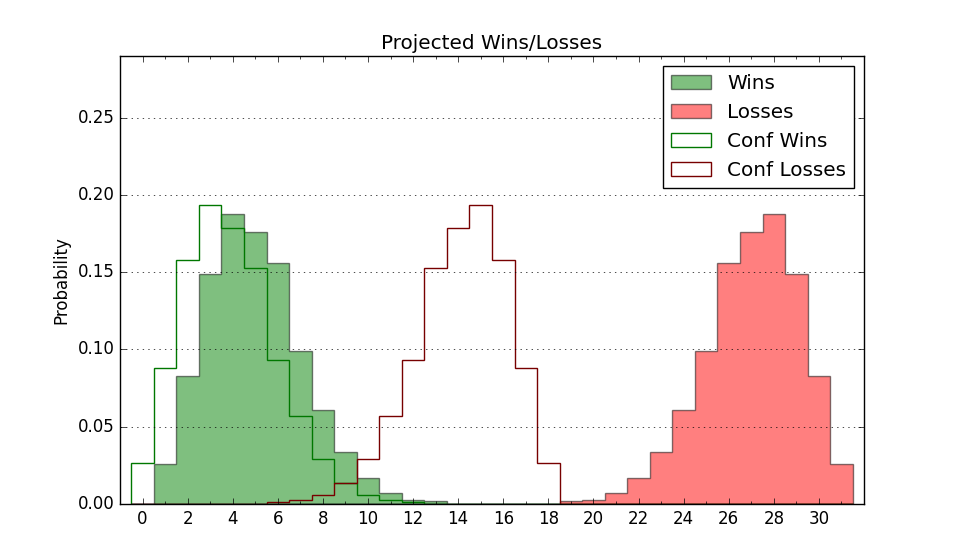 Projected Wins/Losses
Wins
Losses
Conf Wins
Conf Losses
Probability
0.25
0.20
0.15
0.10
0.05
0.00
0 2 4 6 8 10 12 14 16 18 20 22 24 26 28 30